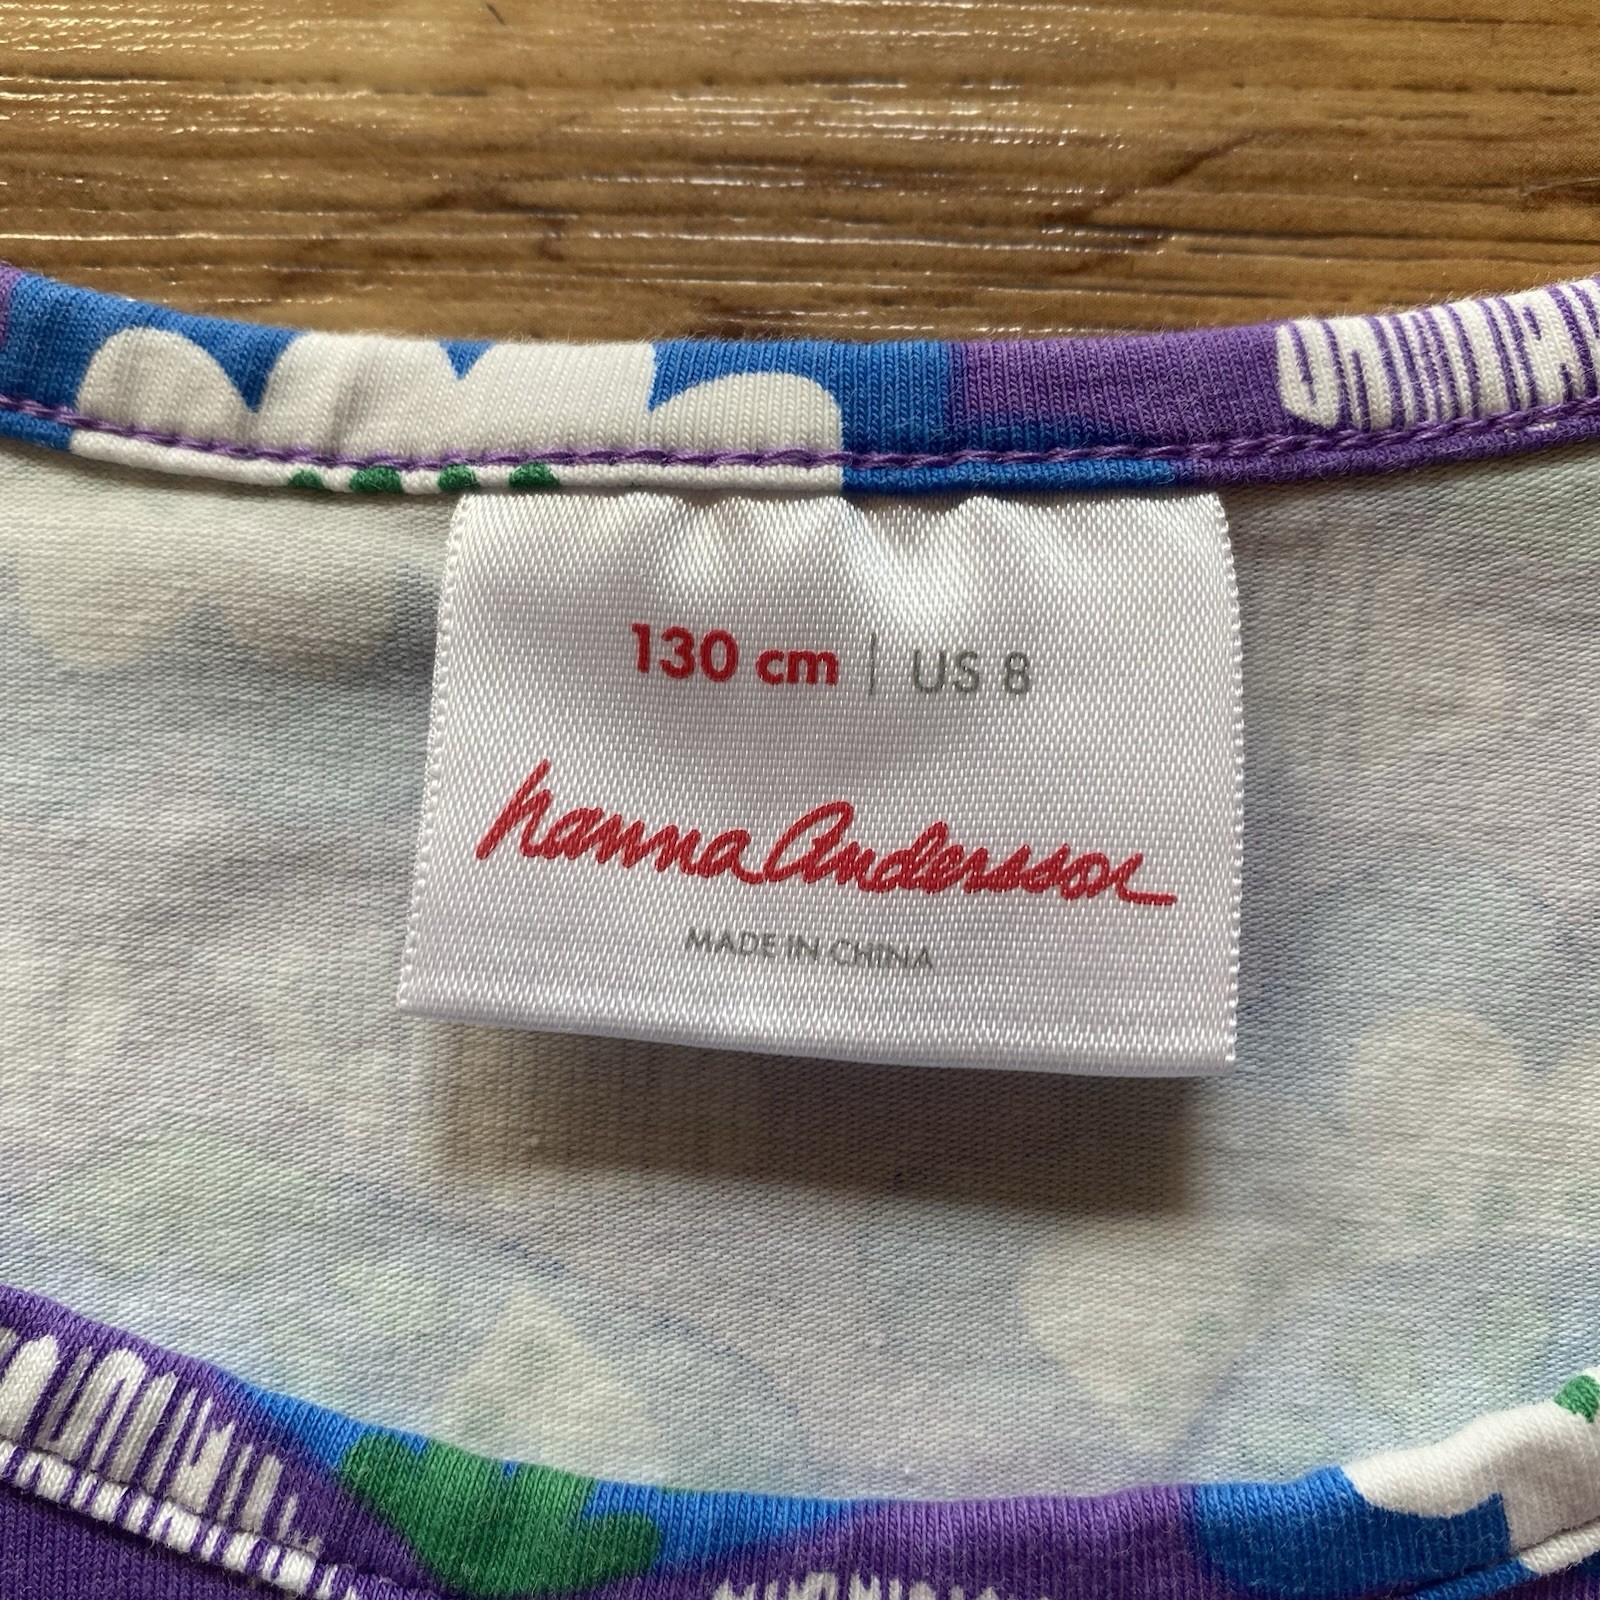 130 cm | US 8
hanna Andersson
MADE IN CHINA